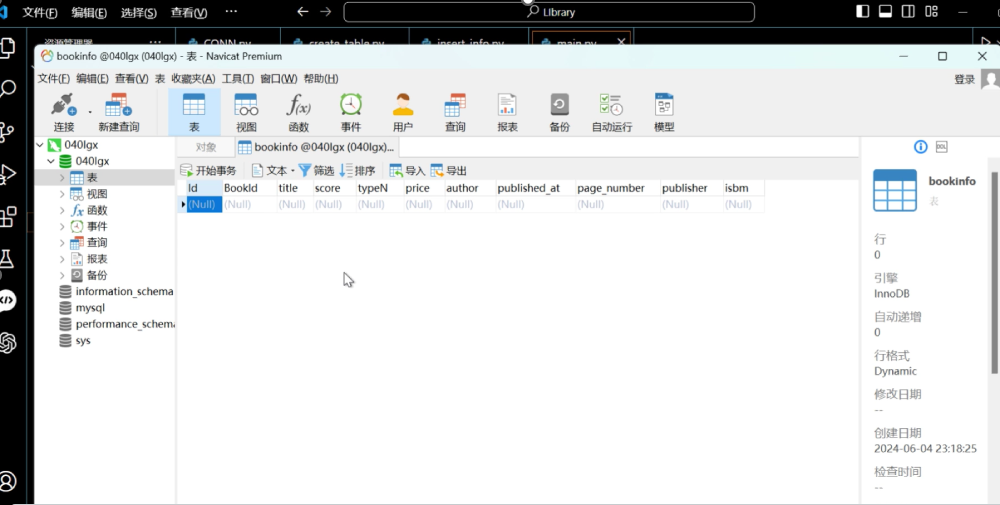 文件(F) 编辑(E) 选择(S) 查看(V) ··· LIbrary
资源管理器 ··· CONN.py create_table.py insert_info.py main.py
bookinfo @040lgx (040lgx) - 表 - Navicat Premium
文件(F) 编辑(E) 查看(V) 表 收藏夹(A) 工具(T) 窗口(W) 帮助(H) 登录
连接 新建查询 表 视图 函数 事件 用户 查询 报表 备份 自动运行 模型
040lgx
040lgx
表
视图
函数
事件
查询
报表
备份
information_schema
mysql
performance_schema
sys
对象 bookinfo @040lgx (040lgx)...
开始事务 文本 筛选 排序 导入 导出
Id BookId title score typeN price author published_at page_number publisher isbm
(Null) (Null) (Null) (Null) (Null) (Null) (Null) (Null) (Null) (Null) (Null)
bookinfo
表
行
0
引擎
InnoDB
自动递增
0
行格式
Dynamic
修改日期
--
创建日期
2024-06-04 23:18:25
检查时间
--